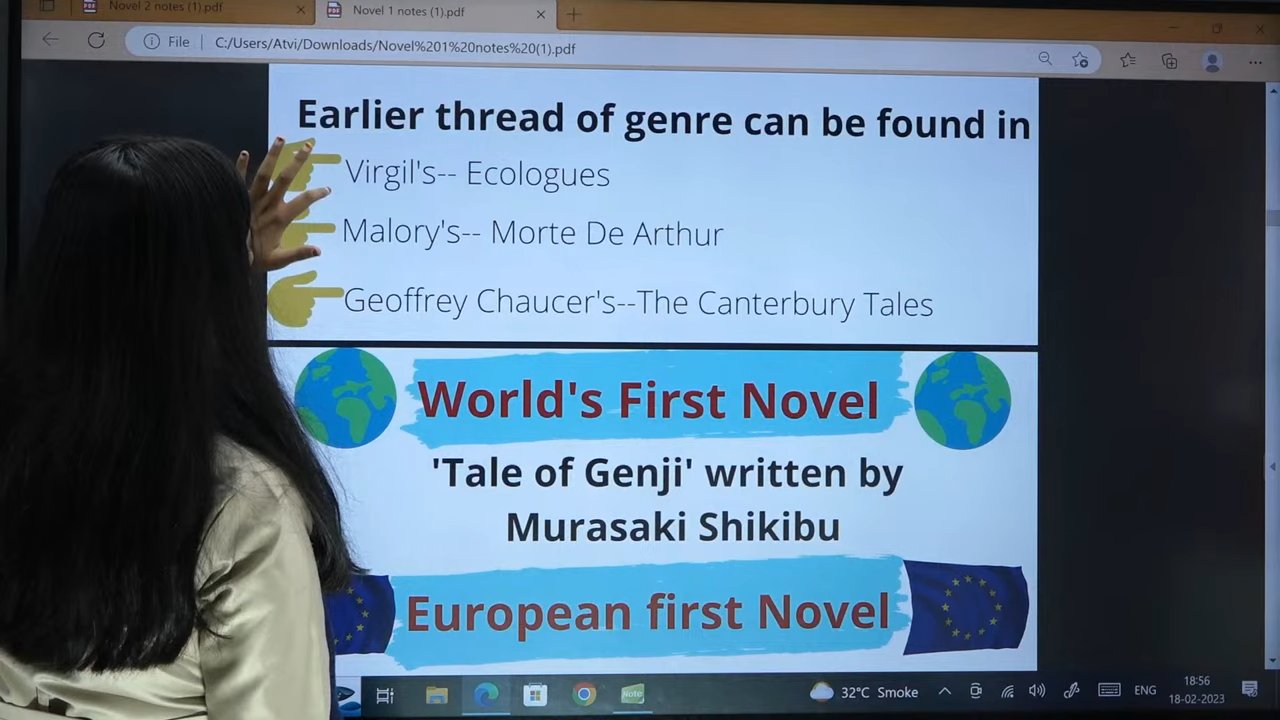 Novel 2 notes (1).pdf
Novel 1 notes (1).pdf
File
C:/Users/Atvi/Downloads/Novel%201%20notes%20(1).pdf
Earlier thread of genre can be found in
Virgil's-- Ecologues
Malory's-- Morte De Arthur
Geoffrey Chaucer's--The Canterbury Tales
World's First Novel
'Tale of Genji' written by
Murasaki Shikibu
European first Novel
Note
32°C Smoke
ENG
18:56
18-02-2023